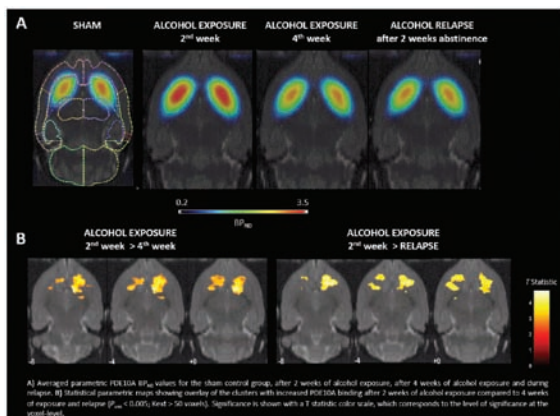 A
SHAM
ALCOHOL EXPOSURE
2nd week
ALCOHOL EXPOSURE
4th week
ALCOHOL RELAPSE
after 2 weeks abstinence
0.2
3.5
BPND
B
ALCOHOL EXPOSURE
2nd week > 4th week
ALCOHOL EXPOSURE
2nd week > RELAPSE
T Statistic
4
3
2
1
0
A) Averaged parametric PDE10A BPND values for the sham control group, after 2 weeks of alcohol exposure, after 4 weeks of alcohol exposure and during
relapse. B) Statistical parametric maps showing overlay of the clusters with increased PDE10A binding after 2 weeks of alcohol exposure compared to 4 weeks
of exposure and relapse (P < 0.005; Kext > 50 voxels). Significance is shown with a T statistic color scale, which corresponds to the level of significance at the
voxel-level.